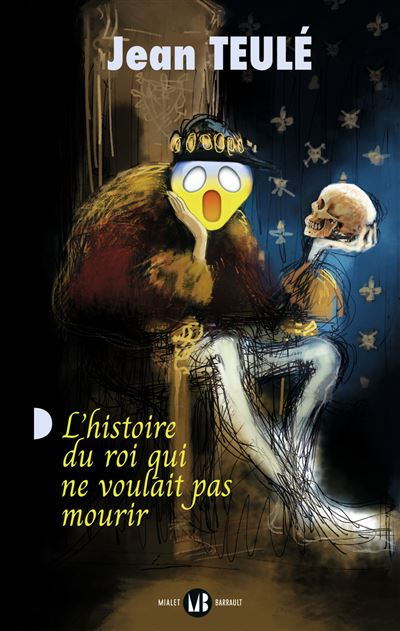 Jean TEULÉ
L'histoire
du roi qui
ne voulait pas
mourir
MIALET MB BARRAULT